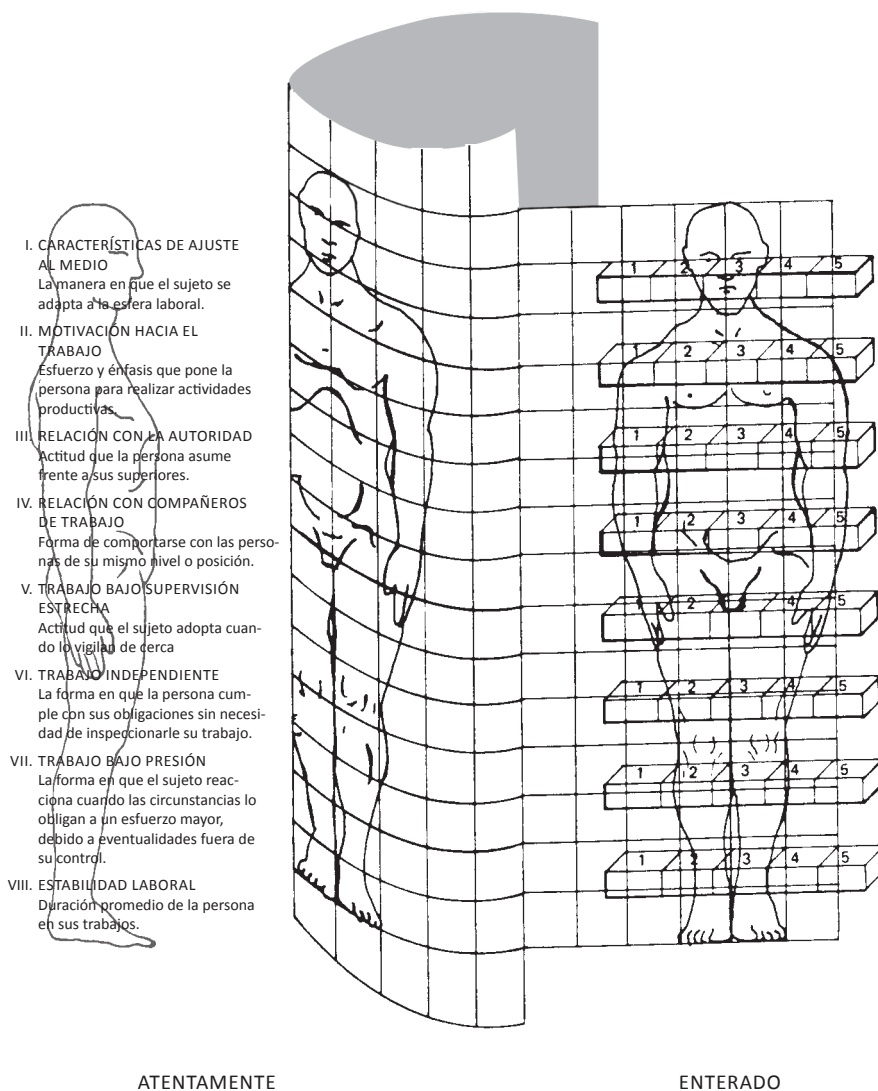 I. CARACTERÍSTICAS DE AJUSTE
AL MEDIO
La manera en que el sujeto se
adapta a la esfera laboral.
II. MOTIVACIÓN HACIA EL
TRABAJO
Esfuerzo y énfasis que pone la
persona para realizar actividades
productivas.
III. RELACIÓN CON LA AUTORIDAD
Actitud que la persona asume
frente a sus superiores.
IV. RELACIÓN CON COMPAÑEROS
DE TRABAJO
Forma de comportarse con las perso-
nas de su mismo nivel o posición.
V. TRABAJO BAJO SUPERVISIÓN
ESTRECHA
Actitud que el sujeto adopta cuan-
do lo vigilan de cerca
VI. TRABAJO INDEPENDIENTE
La forma en que la persona cum-
ple con sus obligaciones sin necesi-
dad de inspeccionarle su trabajo.
VII. TRABAJO BAJO PRESIÓN
La forma en que el sujeto reac-
ciona cuando las circunstancias lo
obligan a un esfuerzo mayor,
debido a eventualidades fuera de
su control.
VIII. ESTABILIDAD LABORAL
Duración promedio de la persona
en sus trabajos.
1 2 3 4 5
2 3 4 5
1 2 3 4 5
1 2 3 4 5
1 2 4 5
1 2 3 4 5
1 2 3 4 5
1 2 3 4 5
ATENTAMENTE
ENTERADO